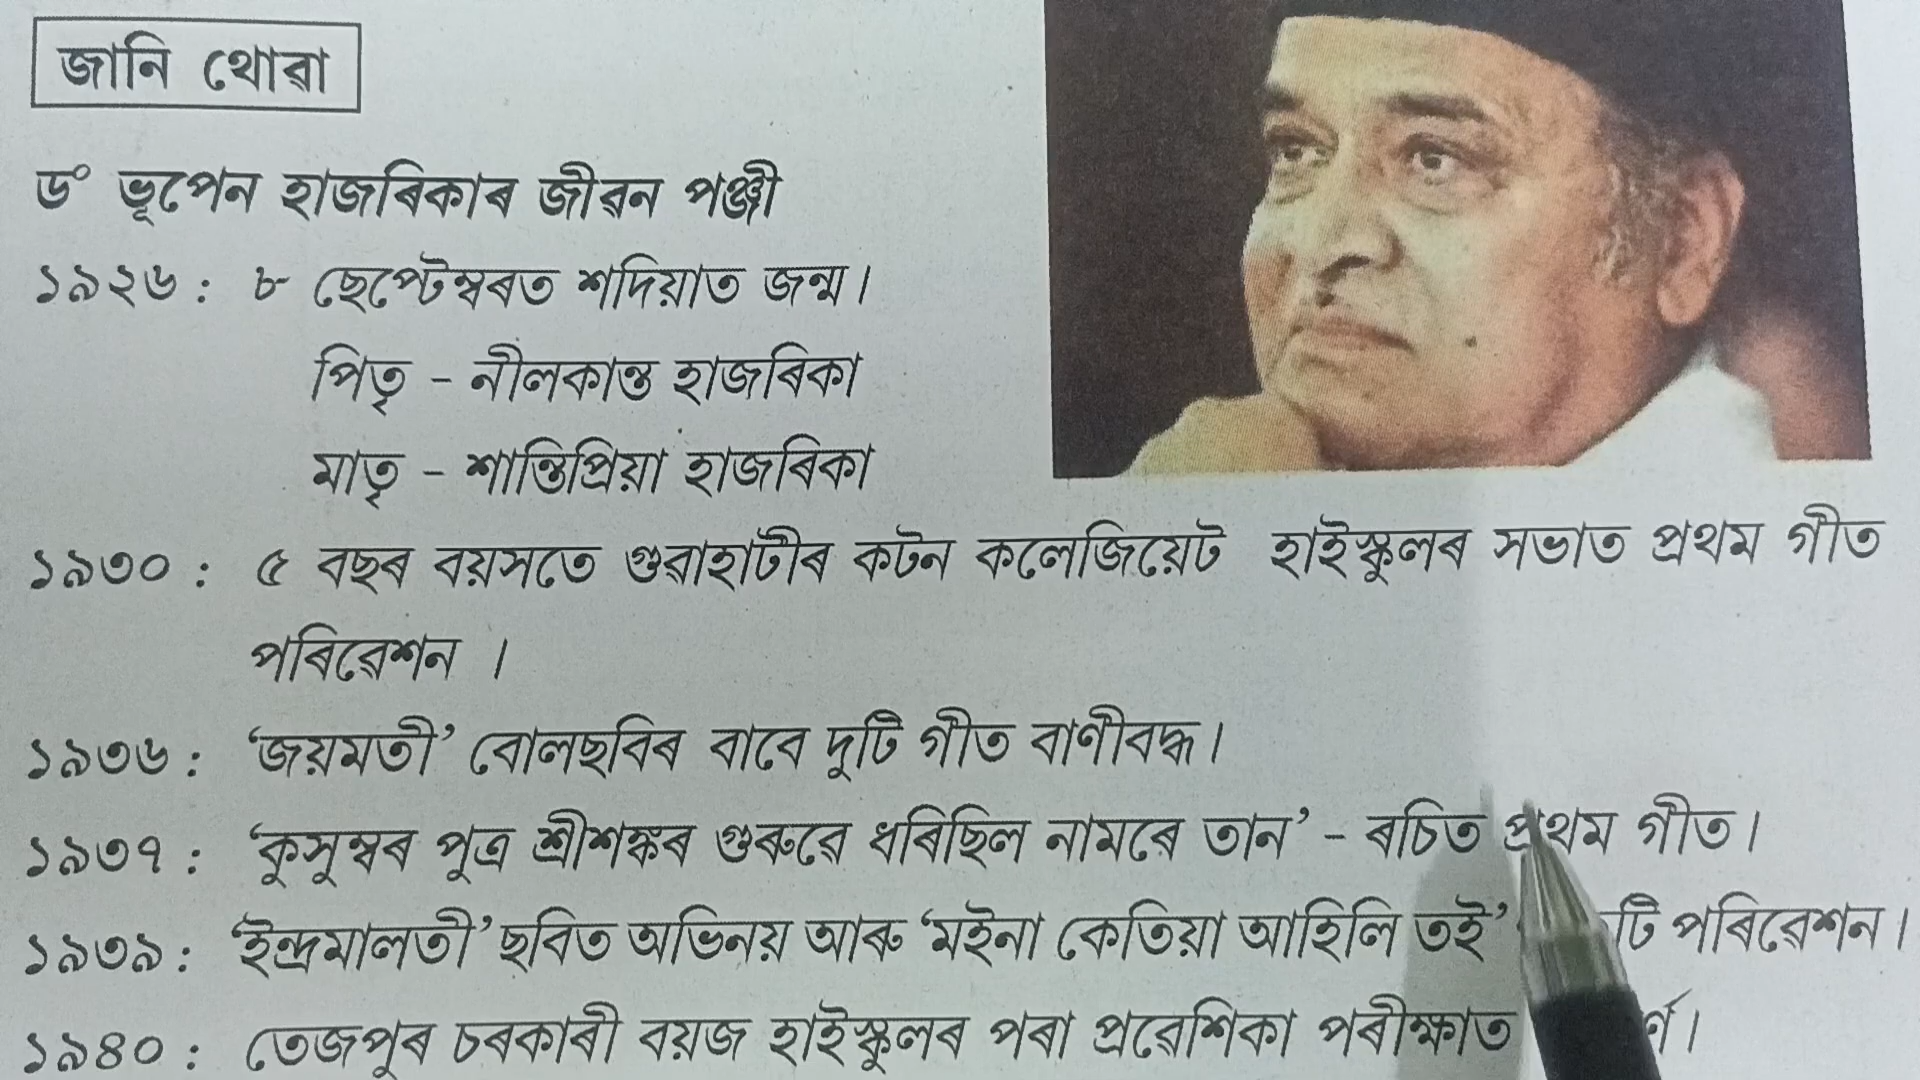 জানি থোৱা
ড° ভূপেন হাজৰিকাৰ জীৱন পঞ্জী
১৯২৬ : ৮ ছেপ্টেম্বৰত শদিয়াত জন্ম।
পিতৃ - নীলকান্ত হাজৰিকা
মাতৃ - শান্তিপ্ৰিয়া হাজৰিকা
১৯৩০ : ৫ বছৰ বয়সতে গুৱাহাটীৰ কটন কলেজিয়েট হাইস্কুলৰ সভাত প্ৰথম গীত
পৰিৱেশন ।
১৯৩৬ : ‘জয়মতী’ বোলছবিৰ বাবে দুটি গীত বাণীবদ্ধ।
১৯৩৭ : ‘কুসুম্বৰ পুত্ৰ শ্ৰীশঙ্কৰ গুৰুৱে ধৰিছিল নামৰে তান’ - ৰচিত প্ৰথম গীত।
১৯৩৯ : ‘ইন্দ্ৰমালতী’ ছবিত অভিনয় আৰু ‘মইনা কেতিয়া আহিলি তই’ পৰিৱেশন।
১৯৪০ : তেজপুৰ চৰকাৰী বয়জ হাইস্কুলৰ পৰা প্ৰৱেশিকা পৰীক্ষাত